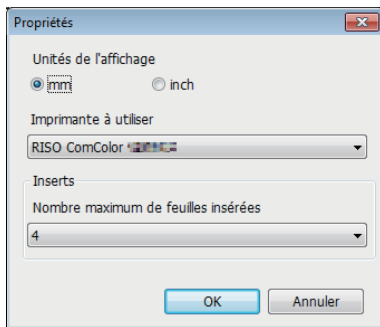 Propriétés
Unités de l'affichage
mm
inch
Imprimante à utiliser
RISO ComColor
Inserts
Nombre maximum de feuilles insérées
4
OK
Annuler